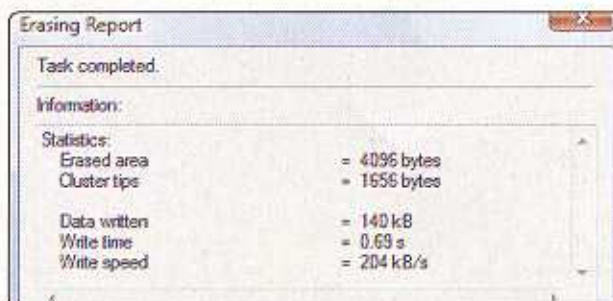 Erasing Report
Task completed.
Information:
Statistics:
Erased area = 4096 bytes
Cluster tips = 1656 bytes
Data written = 140 kB
Write time = 0.69 s
Write speed = 204 kB/s